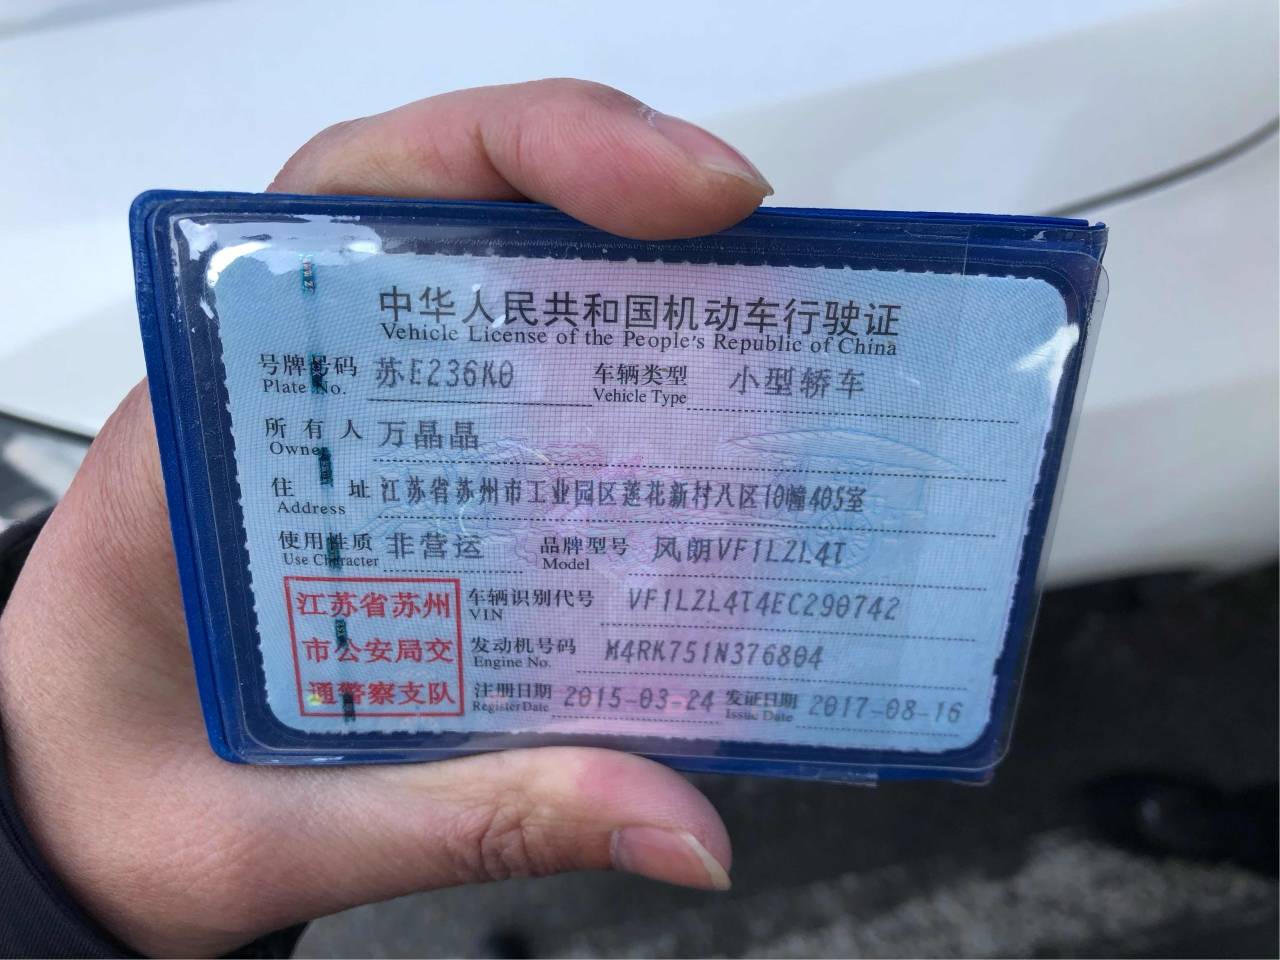 中华人民共和国机动车行驶证
Vehicle License of the People's Republic of China
号牌号码 苏E236K0 车辆类型 小型轿车
Plate No. Vehicle Type
所有人 万晶晶
Owner
住址 江苏省苏州市工业园区莲花新村八区10幢405室
Address
使用性质 非营运 品牌型号 风朗VF1LZL4T
Use Character Model
江苏省苏州
市公安局交
通警察支队
车辆识别代号 VF1LZL4T4EC290742
VIN
发动机号码 M4RK751N376804
Engine No.
注册日期 2015-03-24 发证日期 2017-08-16
Register Date Issue Date